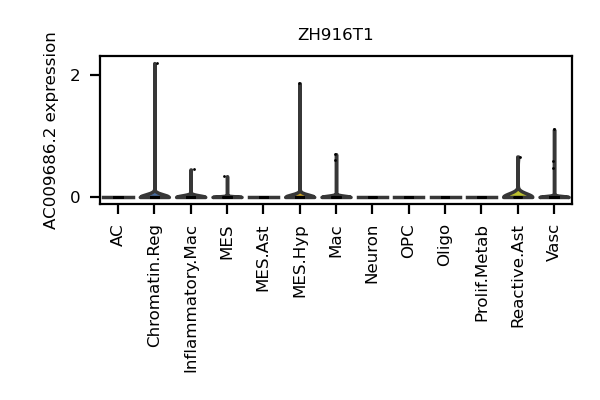 ZH916T1
AC009686.2 expression
2
0
AC
Chromatin.Reg
Inflammatory.Mac
MES
MES.Ast
MES.Hyp
Mac
Neuron
OPC
Oligo
Prolif.Metab
Reactive.Ast
Vasc